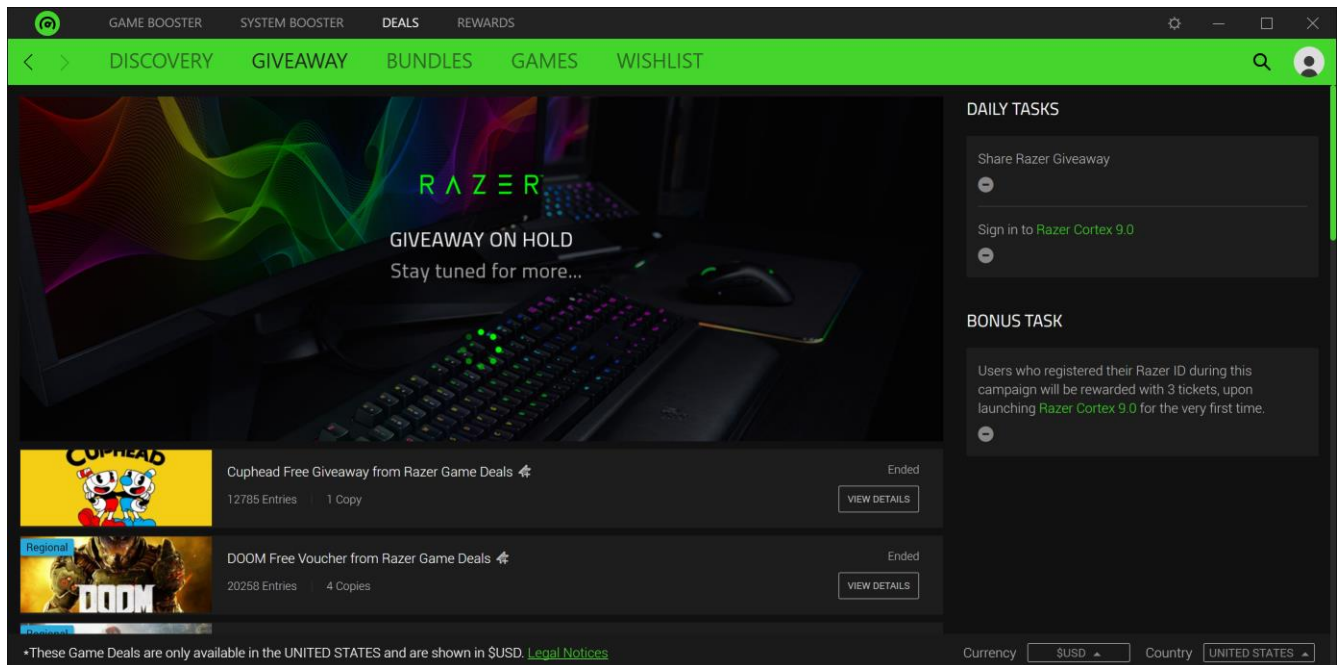 GAME BOOSTER SYSTEM BOOSTER DEALS REWARDS
DISCOVERY GIVEAWAY BUNDLES GAMES WISHLIST
RAZER
GIVEAWAY ON HOLD
Stay tuned for more...
CUPHEAD
Cuphead Free Giveaway from Razer Game Deals
12785 Entries 1 Copy
Ended
VIEW DETAILS
Regional
DOOM
DOOM Free Voucher from Razer Game Deals
20258 Entries 4 Copies
Ended
VIEW DETAILS
Regional
DAILY TASKS
Share Razer Giveaway
Sign in to Razer Cortex 9.0
BONUS TASK
Users who registered their Razer ID during this
campaign will be rewarded with 3 tickets, upon
launching Razer Cortex 9.0 for the very first time.
*These Game Deals are only available in the UNITED STATES and are shown in $USD. Legal Notices
Currency $USD Country UNITED STATES